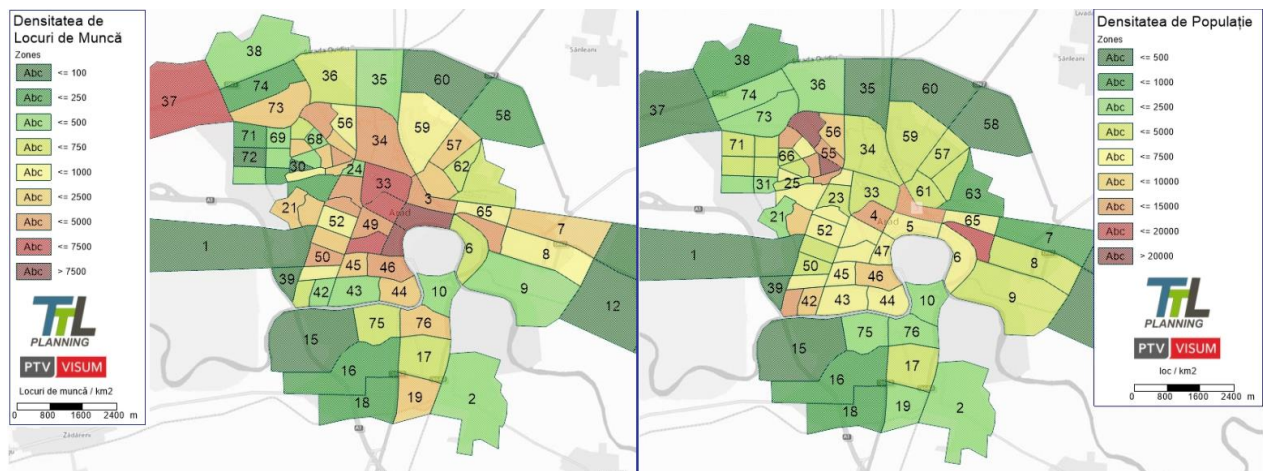 Densitatea de
Locuri de Muncă
Zones
Abc <= 100
Abc <= 250
Abc <= 500
Abc <= 750
Abc <= 1000
Abc <= 2500
Abc <= 5000
Abc <= 7500
Abc > 7500
TTL
PLANNING
PTV VISUM
Locuri de muncă / km2
0 800 1600 2400 m
38
74
37
73
36
35
60
58
56
34
59
57
71
69
68
72
30
24
62
33
3
21
Arad
52
49
65
7
1
50
45
46
6
8
39
42
43
44
10
9
12
15
75
76
16
17
18
19
2
Zădăreni
Sânleani
Densitatea de Populație
Zones
Abc <= 500
Abc <= 1000
Abc <= 2500
Abc <= 5000
Abc <= 7500
Abc <= 10000
Abc <= 15000
Abc <= 20000
Abc > 20000
TTL
PLANNING
PTV VISUM
loc / km2
0 800 1600 2400 m
38
37
74
73
36
35
60
58
56
34
59
57
71
66
55
31
25
23
33
61
63
21
4
5
65
7
52
47
1
50
45
46
6
8
39
42
43
44
10
9
15
75
76
16
17
18
19
2
Sânleani